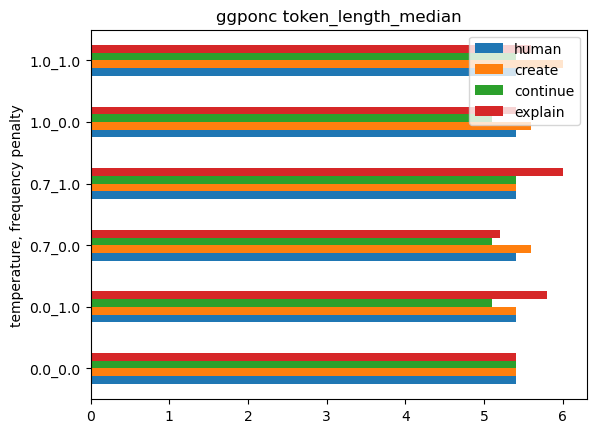 ggponc token_length_median
human
create
continue
explain
temperature, frequency penalty
1.0_1.0
1.0_0.0
0.7_1.0
0.7_0.0
0.0_1.0
0.0_0.0
0 1 2 3 4 5 6